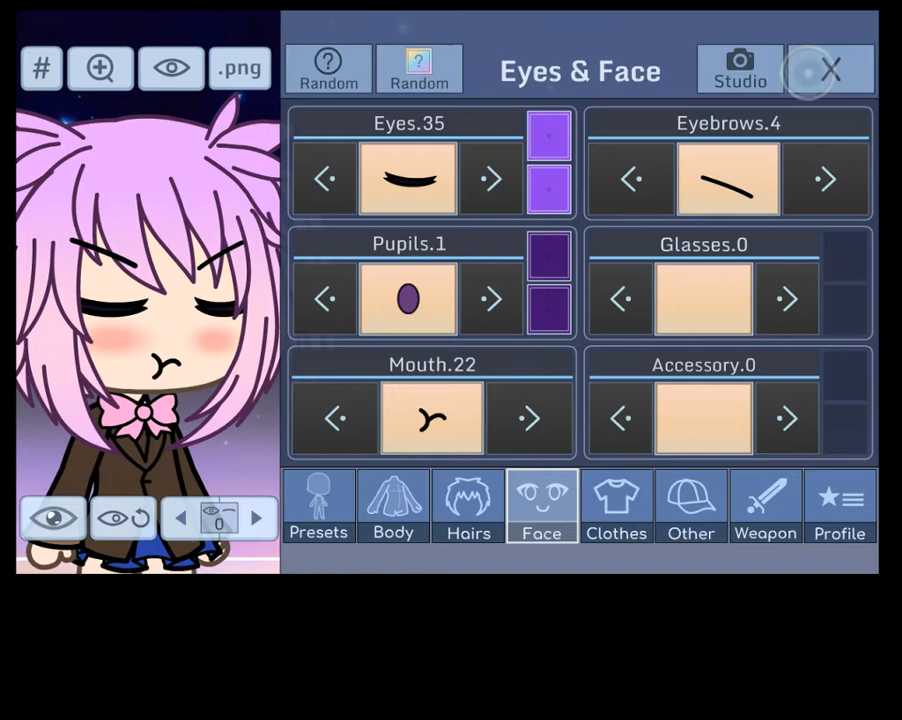 #
.png
Random
Random
Eyes & Face
Studio
X
Eyes.35
Eyebrows.4
Pupils.1
Glasses.0
Mouth.22
Accessory.0
0
Presets
Body
Hairs
Face
Clothes
Other
Weapon
Profile